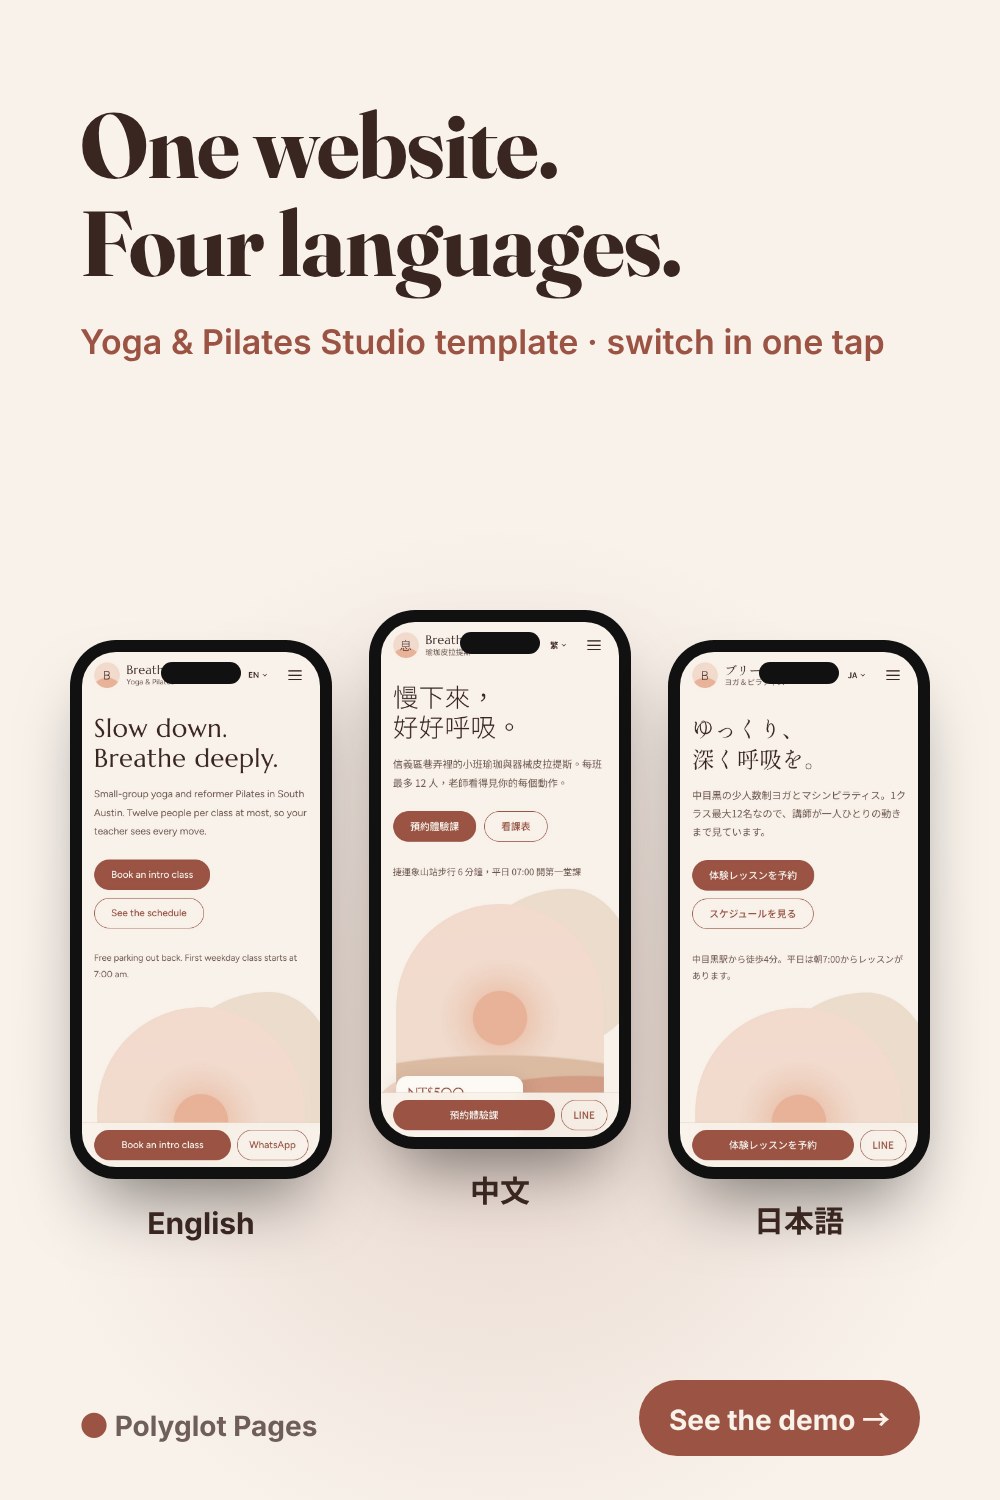 One website.
Four languages.
Yoga & Pilates Studio template · switch in one tap
B
EN
Slow down.
Breathe deeply.
Small-group yoga and reformer Pilates in South
Austin. Twelve people per class at most, so your
teacher sees every move.
Book an intro class
See the schedule
Free parking out back. First weekday class starts at
7:00 am.
Book an intro class
WhatsApp
English
息
繁
慢下來，
好好呼吸。
信義區巷弄裡的小班瑜珈與器械皮拉提斯。每班
最多 12 人，老師看得見你的每個動作。
預約體驗課
看課表
捷運象山站步行 6 分鐘，平日 07:00 開第一堂課
NT$500
預約體驗課
LINE
中文
B
JA
ゆっくり、
深く呼吸を。
中目黒の少人数制ヨガとマシンピラティス。1ク
ラス最大12名なので、講師が一人ひとりの動き
まで見ています。
体験レッスンを予約
スケジュールを見る
中目黒駅から徒歩4分。平日は朝7:00からレッスンが
あります。
体験レッスンを予約
LINE
日本語
Polyglot Pages
See the demo →